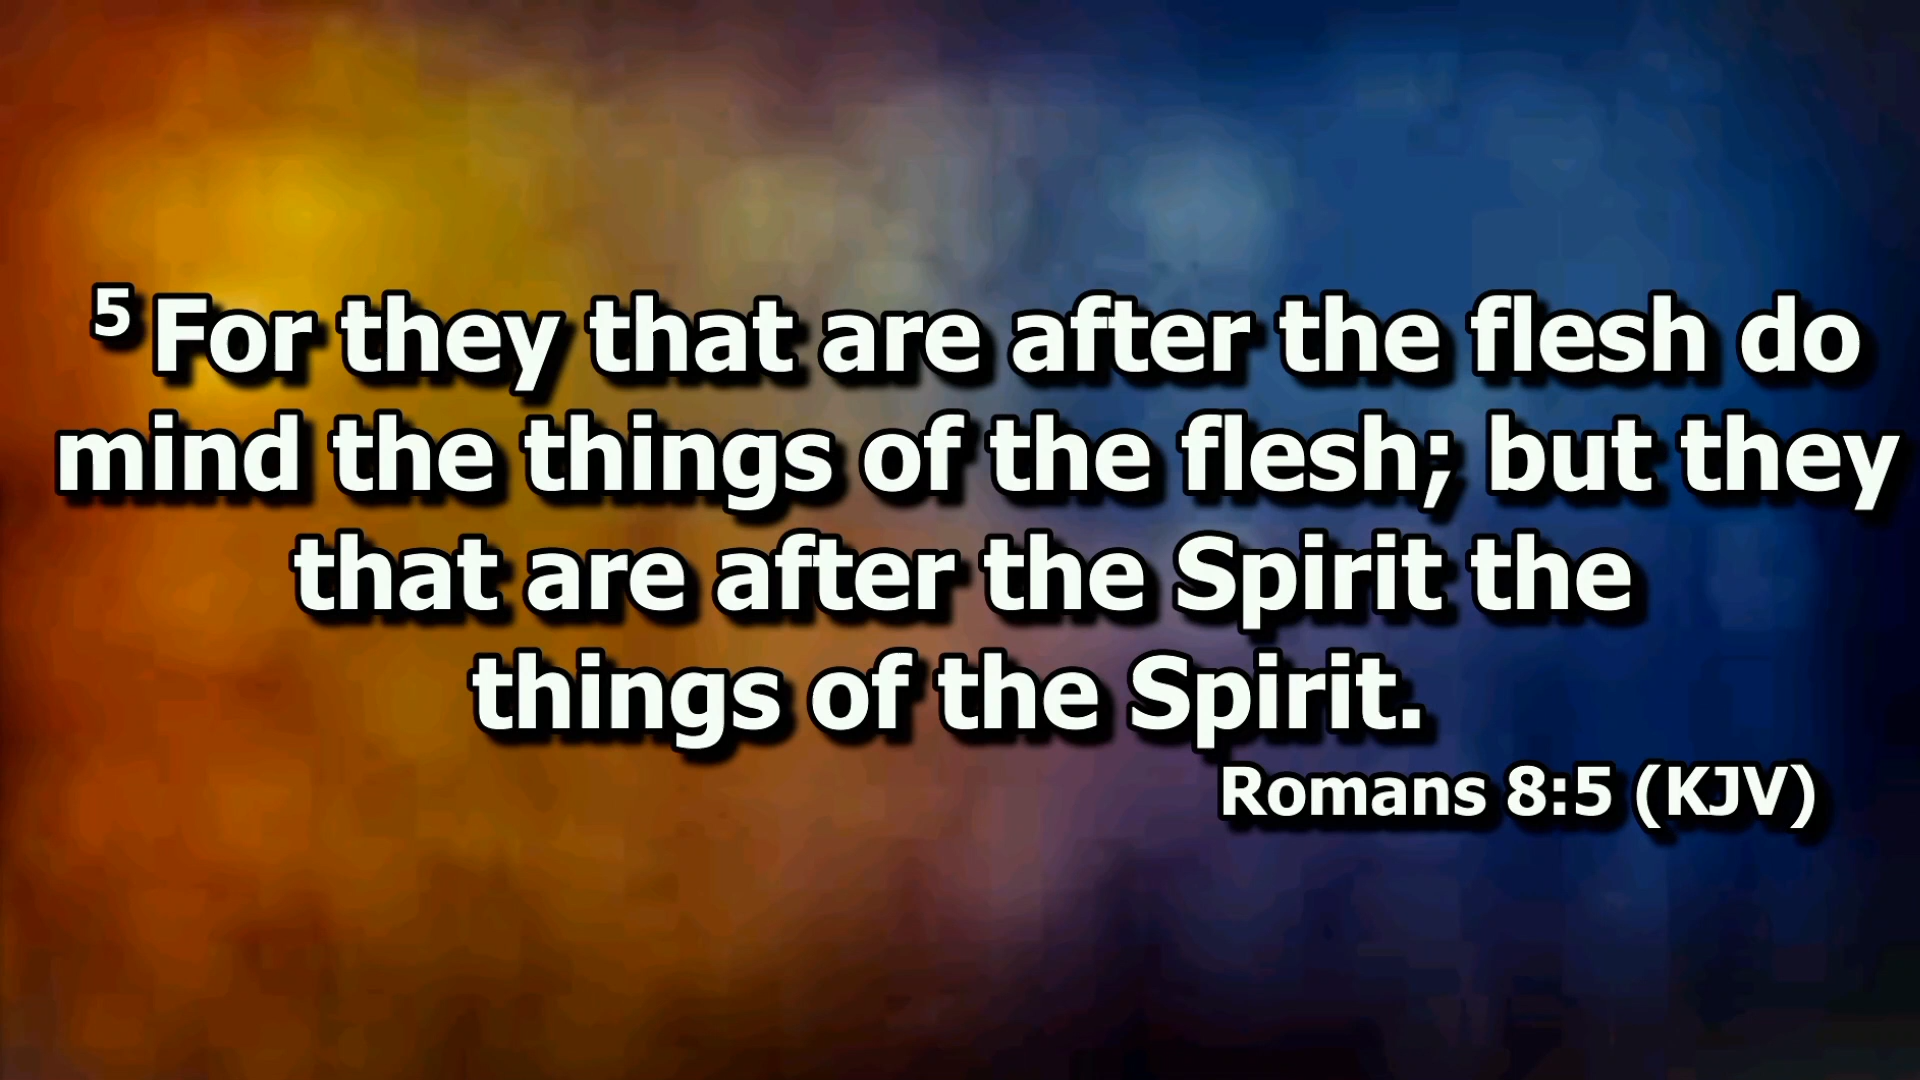 5 For they that are after the flesh do
mind the things of the flesh; but they
that are after the Spirit the
things of the Spirit.
Romans 8:5 (KJV)